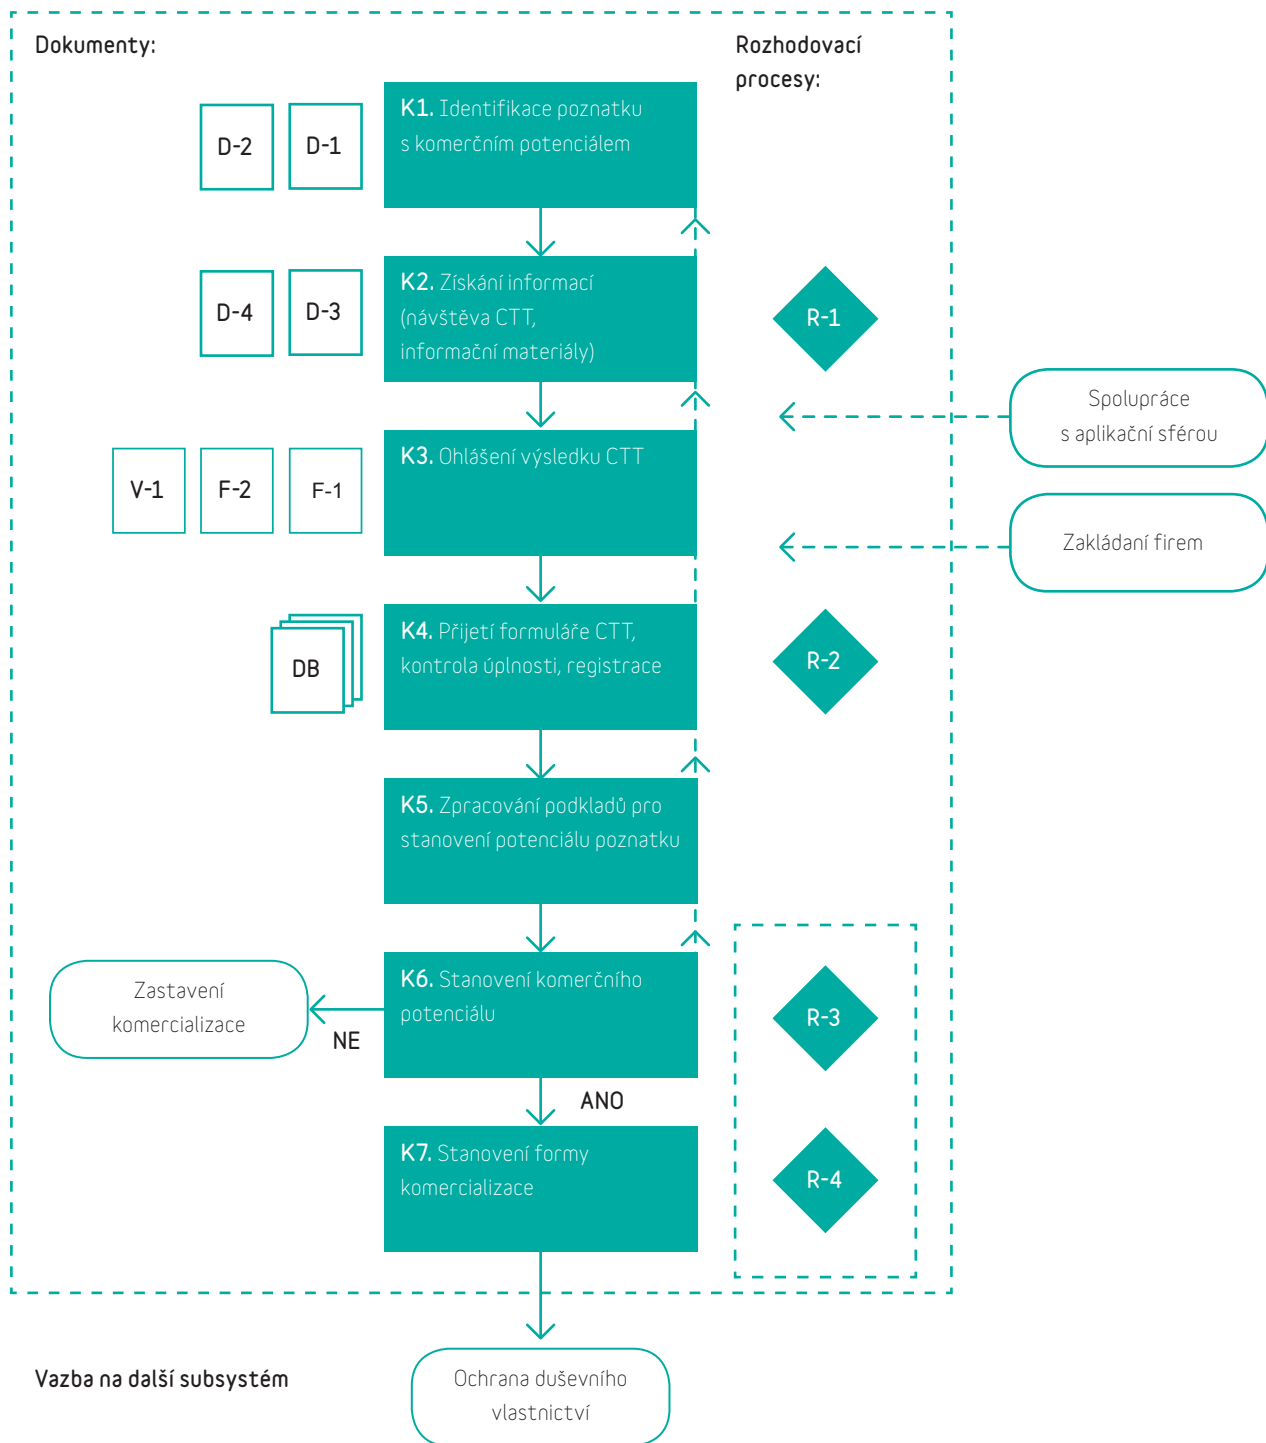 Dokumenty:
Rozhodovací
procesy:
K1. Identifikace poznatku
s komerčním potenciálem
D-2
D-1
K2. Získání informací
(návštěva CTT,
informační materiály)
D-4
D-3
R-1
Spolupráce
s aplikační sférou
K3. Ohlášení výsledku CTT
V-1
F-2
F-1
Zakládaní firem
K4. Přijetí formuláře CTT,
kontrola úplnosti, registrace
DB
R-2
K5. Zpracování podkladů pro
stanovení potenciálu poznatku
K6. Stanovení komerčního
potenciálu
Zastavení
komercializace
NE
R-3
ANO
K7. Stanovení formy
komercializace
R-4
Vazba na další subsystém
Ochrana duševního
vlastnictví